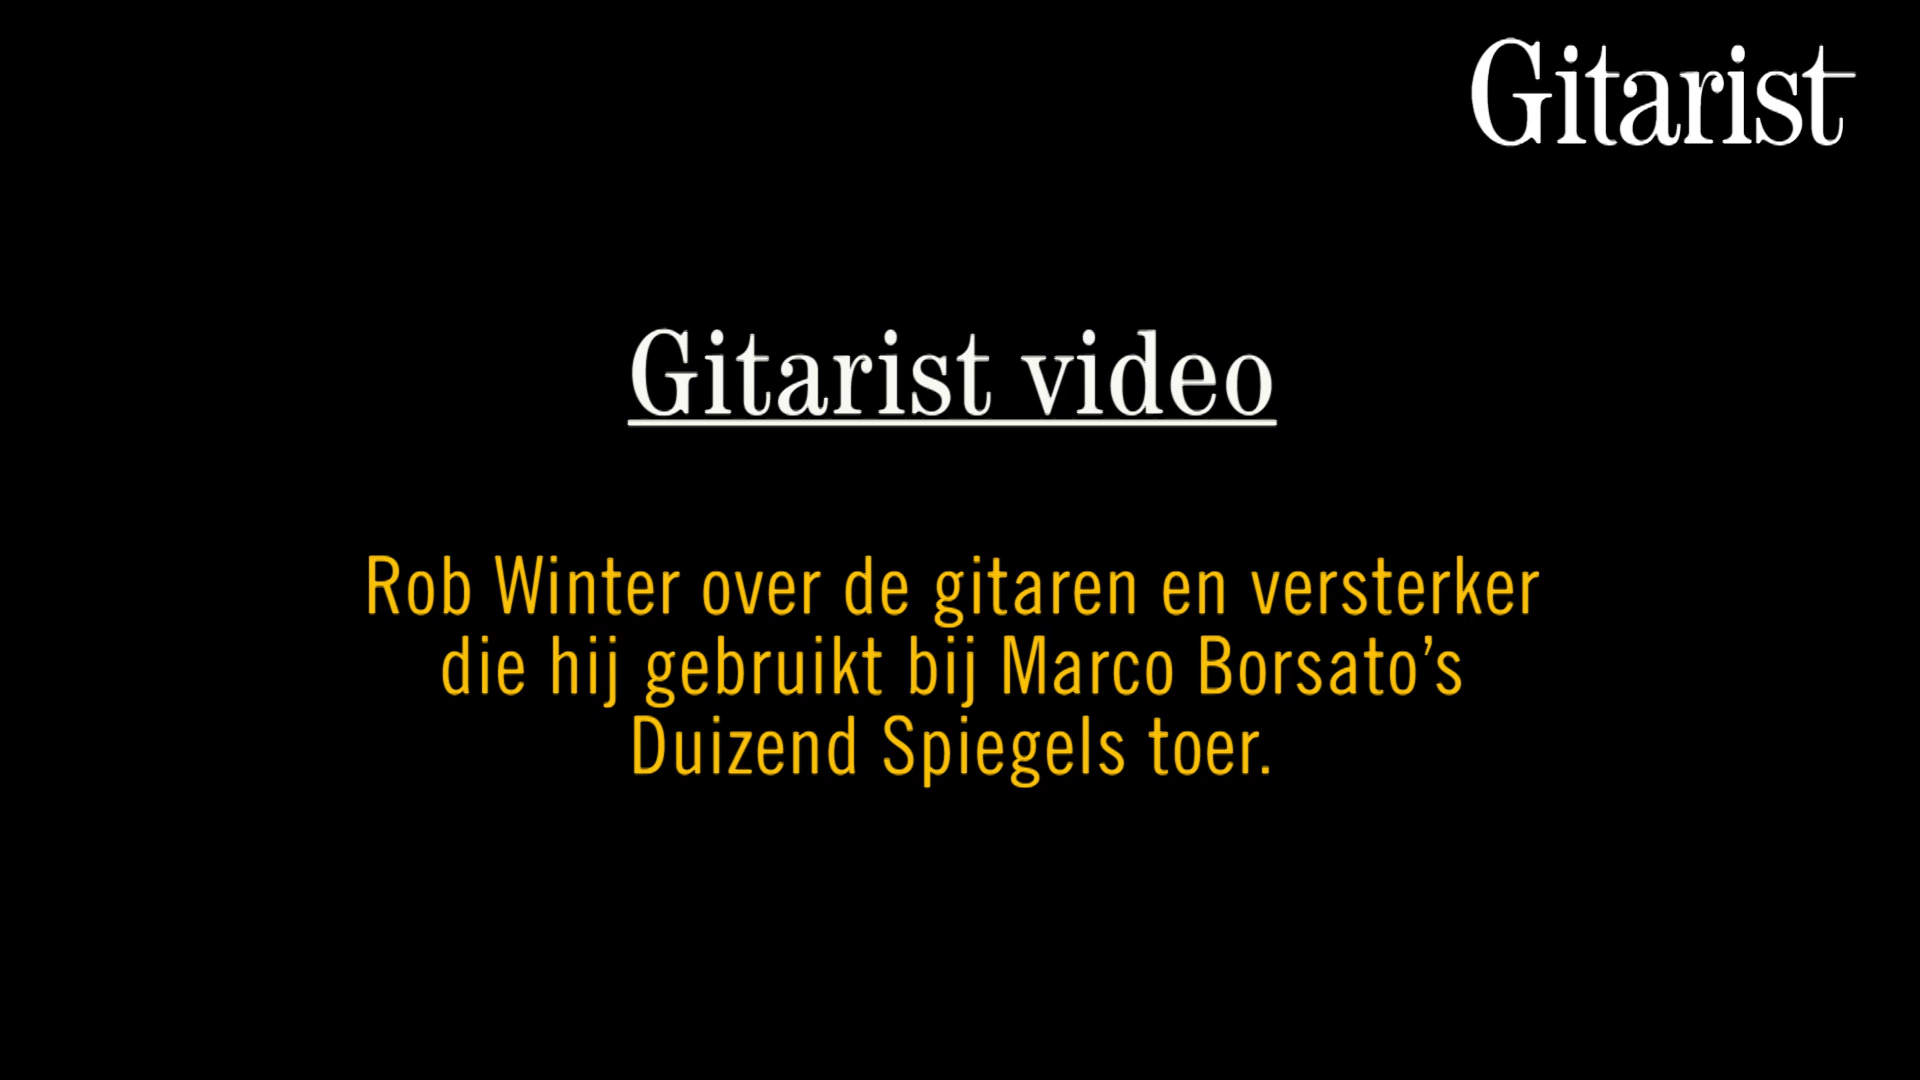 Gitarist
Gitarist video
Rob Winter over de gitaren en versterker
die hij gebruikt bij Marco Borsato’s
Duizend Spiegels toer.